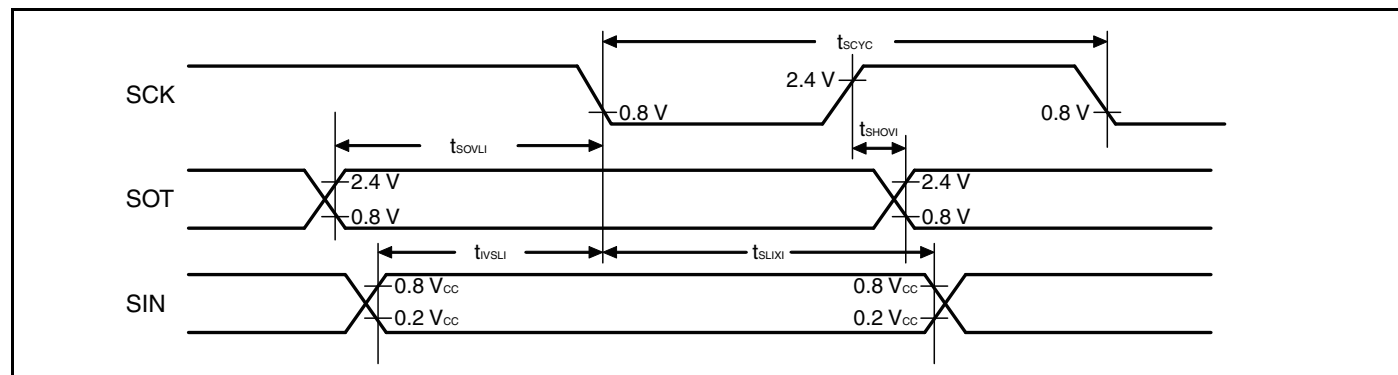 tSCYC
SCK
2.4 V
0.8 V
0.8 V
tSHOVI
tSOVLI
SOT
2.4 V
2.4 V
0.8 V
0.8 V
tIVSLI
tSLIXI
SIN
0.8 VCC
0.8 VCC
0.2 VCC
0.2 VCC